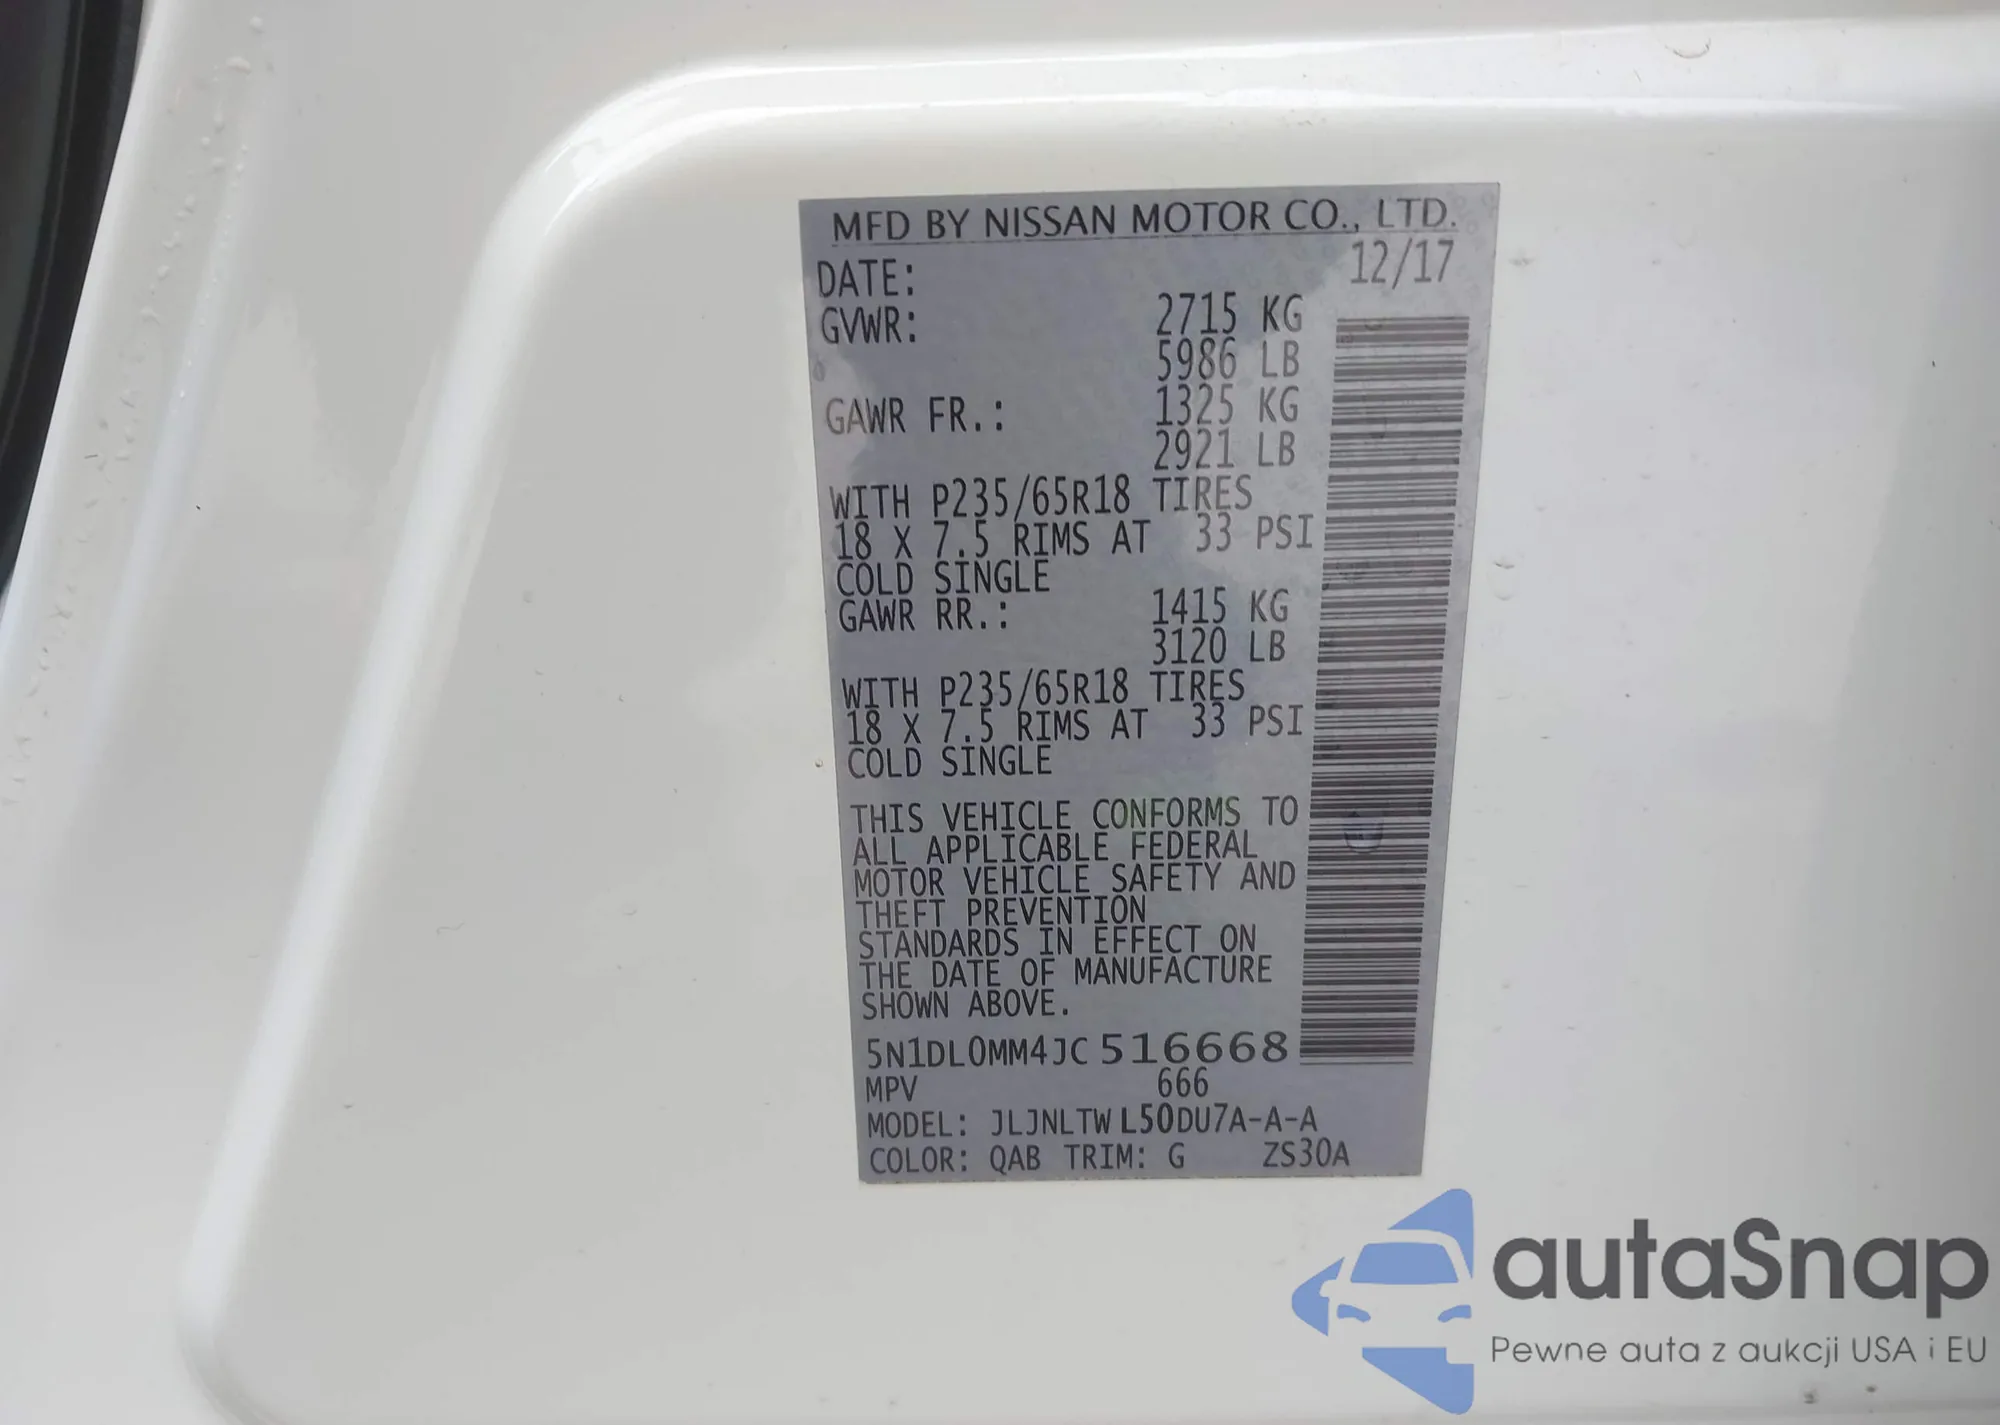 MFD BY NISSAN MOTOR CO., LTD.
DATE: 12/17
GVWR: 2715 KG
5986 LB
GAWR FR.: 1325 KG
2921 LB
WITH P235/65R18 TIRES
18 X 7.5 RIMS AT 33 PSI
COLD SINGLE
GAWR RR.: 1415 KG
3120 LB
WITH P235/65R18 TIRES
18 X 7.5 RIMS AT 33 PSI
COLD SINGLE
THIS VEHICLE CONFORMS TO
ALL APPLICABLE FEDERAL
MOTOR VEHICLE SAFETY AND
THEFT PREVENTION
STANDARDS IN EFFECT ON
THE DATE OF MANUFACTURE
SHOWN ABOVE.
5N1DL0MM4JC 516668
MPV 666
MODEL: JLJNLTW L50DU7A-A-A
COLOR: QAB TRIM: G ZS30A
autaSnap
Pewne auta z aukcji USA i EU